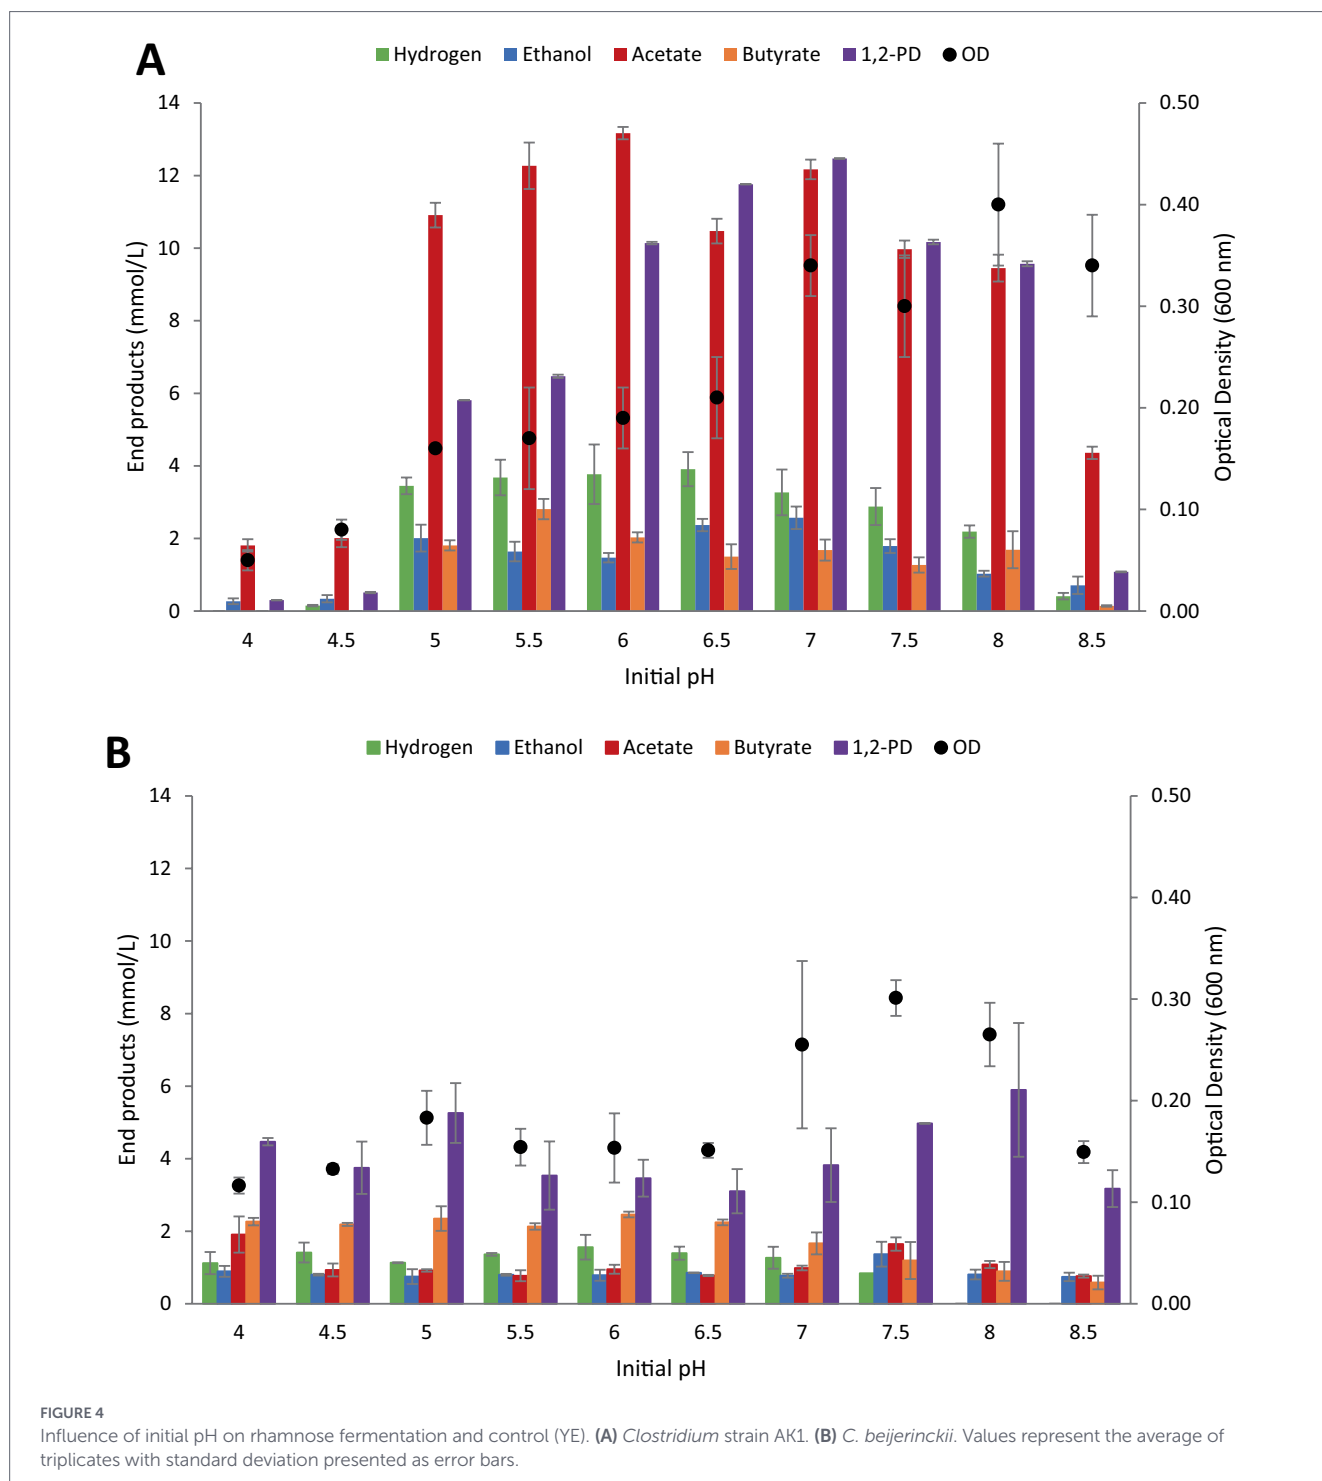 A
Hydrogen Ethanol Acetate Butyrate 1,2-PD OD
14 0.50
12
0.40
10
8 0.30
6
0.20
4
0.10
2
0 0.00
End products (mmol/L)
Optical Density (600 nm)
4 4.5 5 5.5 6 6.5 7 7.5 8 8.5
Initial pH
B
Hydrogen Ethanol Acetate Butyrate 1,2-PD OD
14 0.50
12
0.40
10
8 0.30
6
0.20
4
0.10
2
0 0.00
End products (mmol/L)
Optical Density (600 nm)
4 4.5 5 5.5 6 6.5 7 7.5 8 8.5
Initial pH
FIGURE 4
Influence of initial pH on rhamnose fermentation and control (YE). (A) Clostridium strain AK1. (B) C. beijerinckii. Values represent the average of
triplicates with standard deviation presented as error bars.